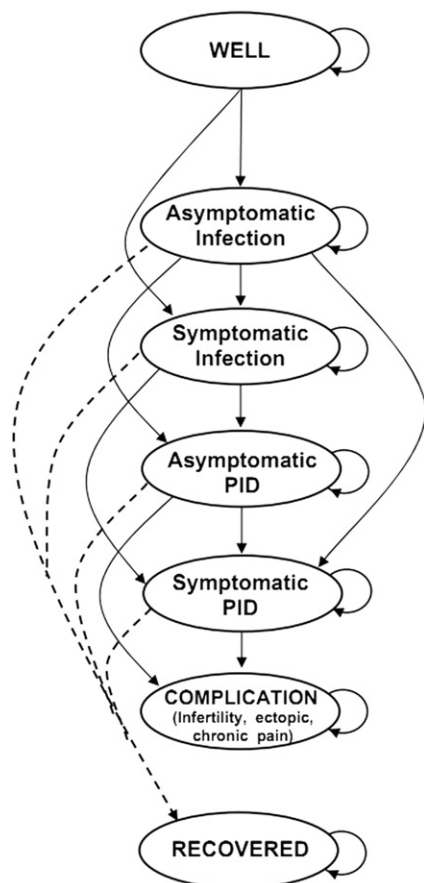 WELL
Asymptomatic
Infection
Symptomatic
Infection
Asymptomatic
PID
Symptomatic
PID
COMPLICATION
(Infertility, ectopic,
chronic pain)
RECOVERED